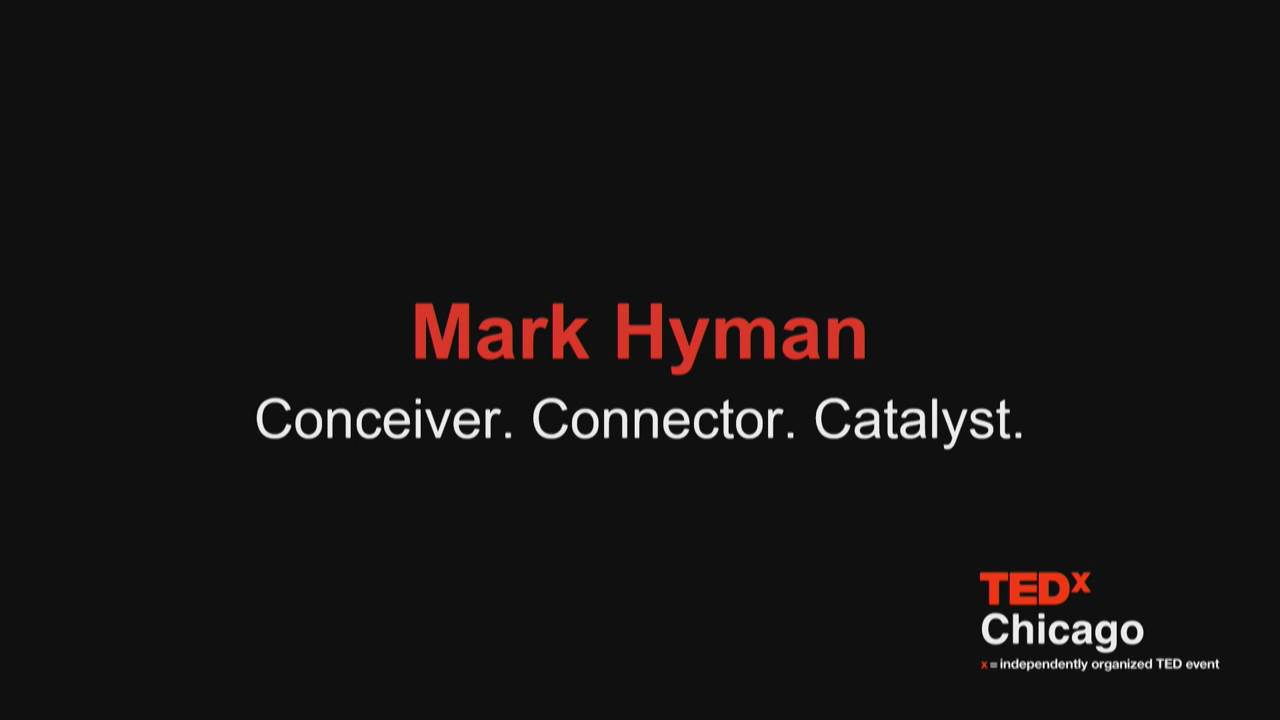 Mark Hyman
Conceiver. Connector. Catalyst.
TEDx
Chicago
x = independently organized TED event